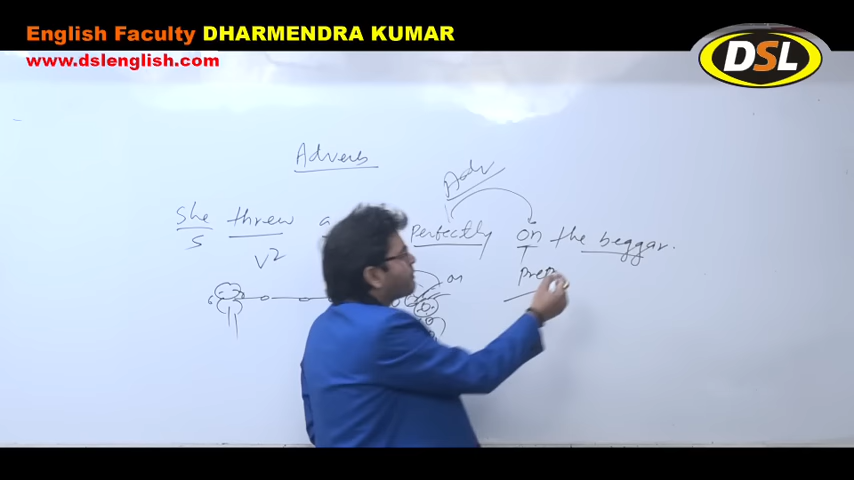 English Faculty DHARMENDRA KUMAR
www.dslenglish.com
DSL
Adverb
Adv
She threw a Perfectly on the beggar.
S V2 Prep
on